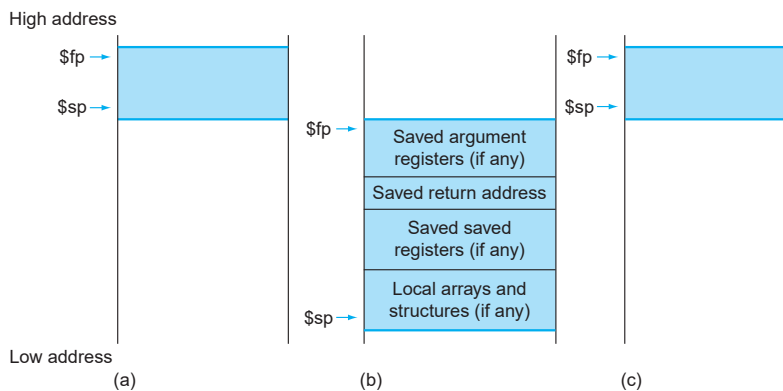 High address
$fp
$sp
$fp
Saved argument
registers (if any)
Saved return address
Saved saved
registers (if any)
Local arrays and
structures (if any)
$sp
$fp
$sp
Low address
(a)
(b)
(c)